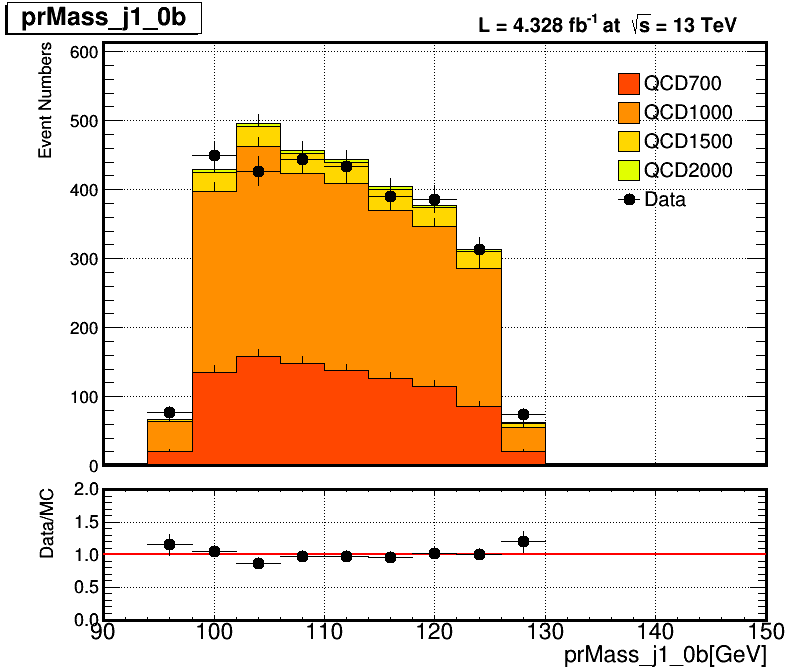 prMass_j1_0b
L = 4.328 fb⁻¹ at √s = 13 TeV
Event Numbers
600
500
400
300
200
100
0
QCD700
QCD1000
QCD1500
QCD2000
Data
Data/MC
2.0
1.5
1.0
0.5
0.0
90 100 110 120 130 140 150
prMass_j1_0b[GeV]